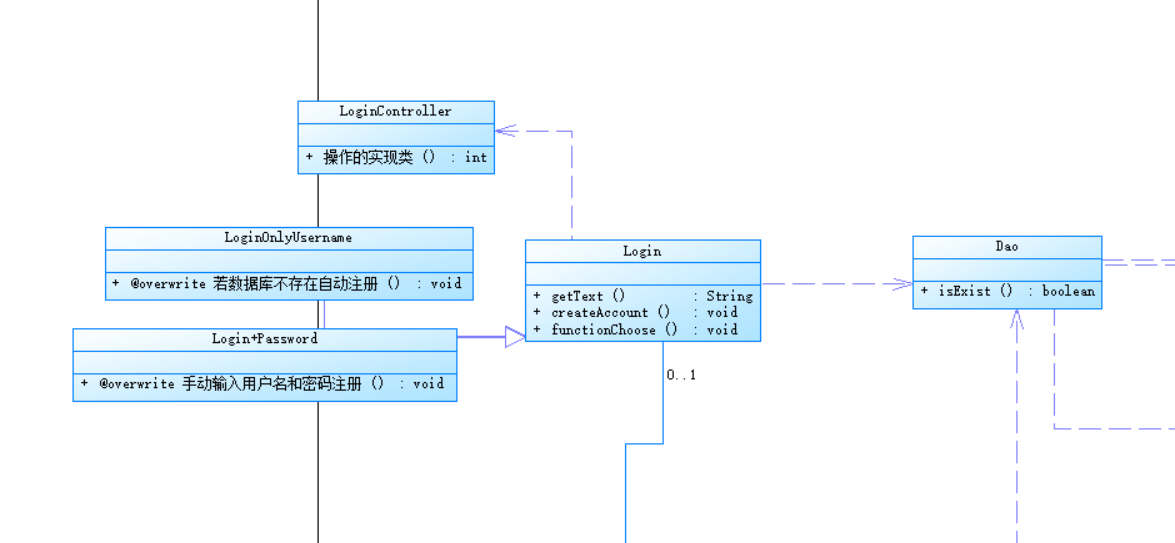 LoginController
+ 操作的实现类 () : int
LoginOnlyUsername
+ @overwrite 若数据库不存在自动注册 () : void
Login+Password
+ @overwrite 手动输入用户名和密码注册 () : void
Login
+ getText () : String
+ createAccount () : void
+ functionChoose () : void
0..1
Dao
+ isExist () : boolean